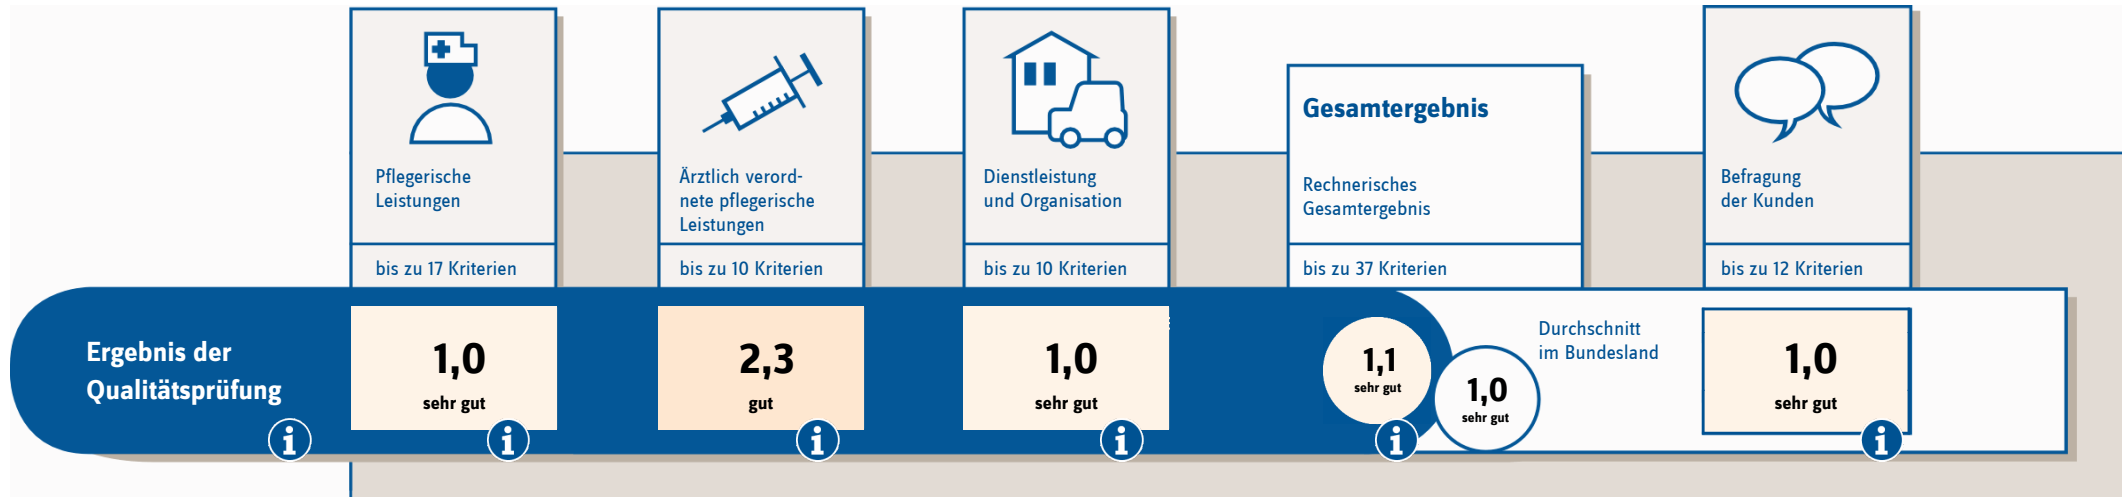 Pflegerische
Leistungen
bis zu 17 Kriterien
Ärztlich verord-
nete pflegerische
Leistungen
bis zu 10 Kriterien
Dienstleistung
und Organisation
bis zu 10 Kriterien
Gesamtergebnis
Rechnerisches
Gesamtergebnis
bis zu 37 Kriterien
Befragung
der Kunden
bis zu 12 Kriterien
Ergebnis der
Qualitätsprüfung
i
1,0
sehr gut
i
2,3
gut
i
1,0
sehr gut
i
1,1
sehr gut
i
1,0
sehr gut
Durchschnitt
im Bundesland
1,0
sehr gut
i